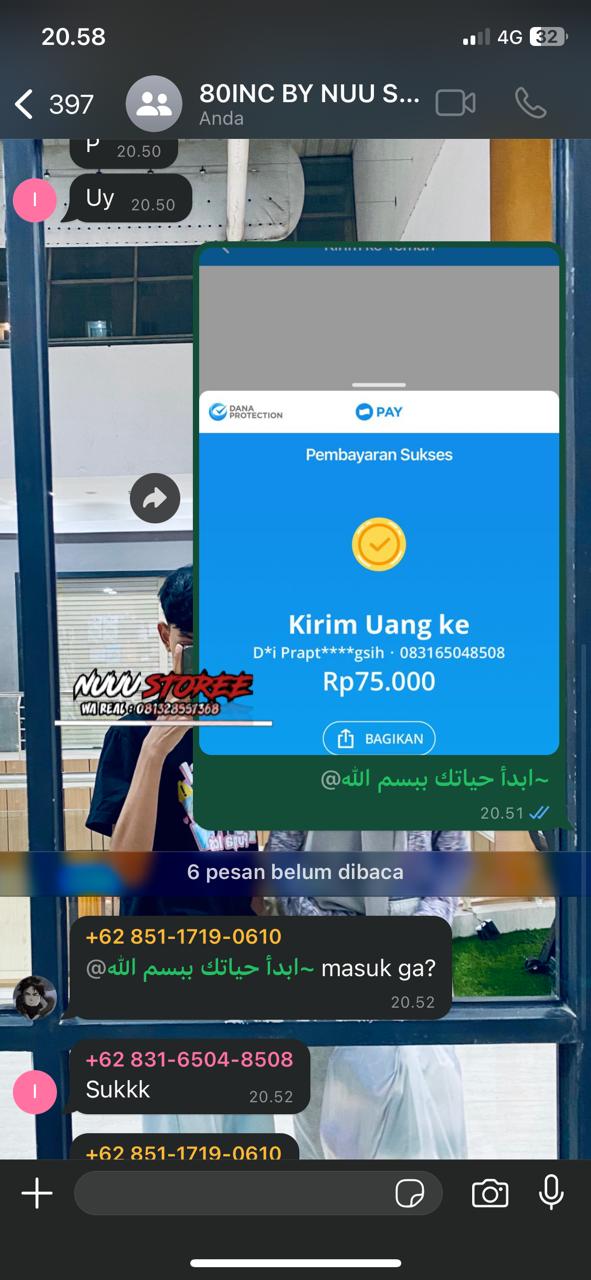 20.58
4G 32
397
80INC BY NUU S...
Anda
P 20.50
I
Uy 20.50
Kirim ke Teman
DANA
PROTECTION
PAY
Pembayaran Sukses
Kirim Uang ke
D*i Prapt****gsih · 083165048508
Rp75.000
BAGIKAN
NUUU STOREE
WA REAL : 081328557368
@~ابدأ حياتك ببسم الله
20.51
6 pesan belum dibaca
+62 851-1719-0610
@~ابدأ حياتك ببسم الله masuk ga?
20.52
+62 831-6504-8508
I
Sukkk 20.52
+62 851-1719-0610